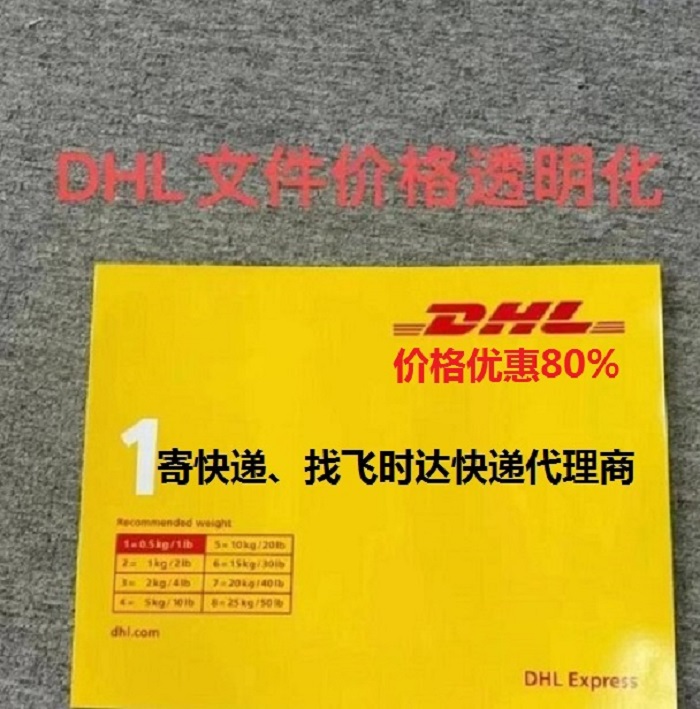 DHL 文件价格透明化
DHL
价格优惠80%
1
寄快递、找飞时达快递代理商
Recommended weight
1=0.5kg/1lb 5=10kg/20lb
2= 1kg/2lb 6=15kg/30lb
3= 2kg/4lb 7=20kg/40lb
4= 5kg/10lb 8=25kg/50lb
dhl.com
DHL Express